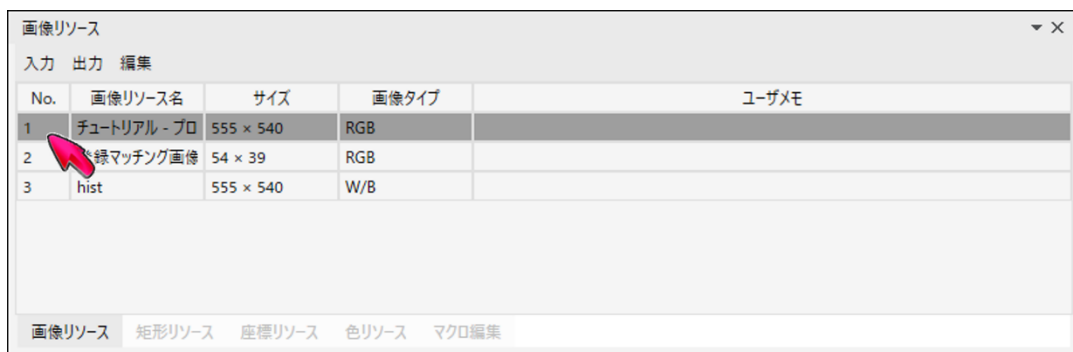 画像リソース
入力 出力 編集
No. 画像リソース名 サイズ 画像タイプ ユーザメモ
1 チュートリアル - プロ 555 × 540 RGB
2 録マッチング画像 54 × 39 RGB
3 hist 555 × 540 W/B
画像リソース 矩形リソース 座標リソース 色リソース マクロ編集